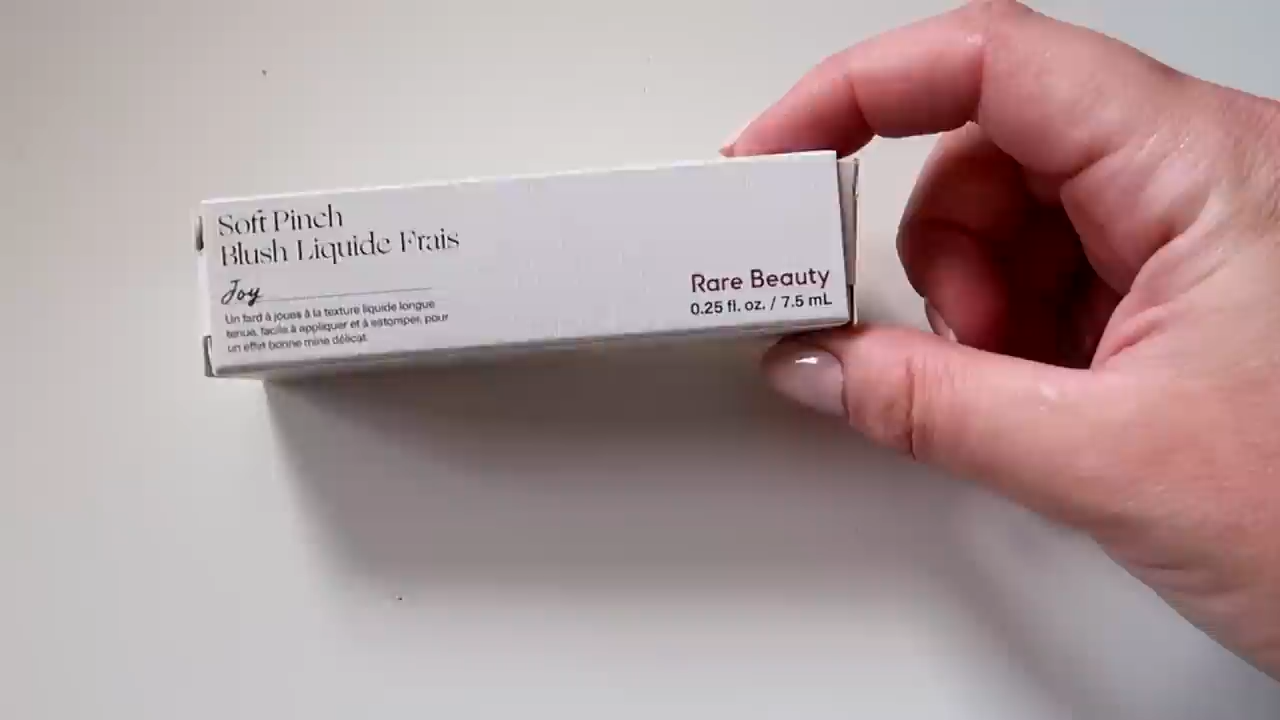 Soft Pinch
Blush Liquide Frais
Joy
Un fard à joues à la texture liquide longue
tenue, facile à appliquer et à estomper, pour
un effet bonne mine délicat.
Rare Beauty
0.25 fl. oz. / 7.5 mL